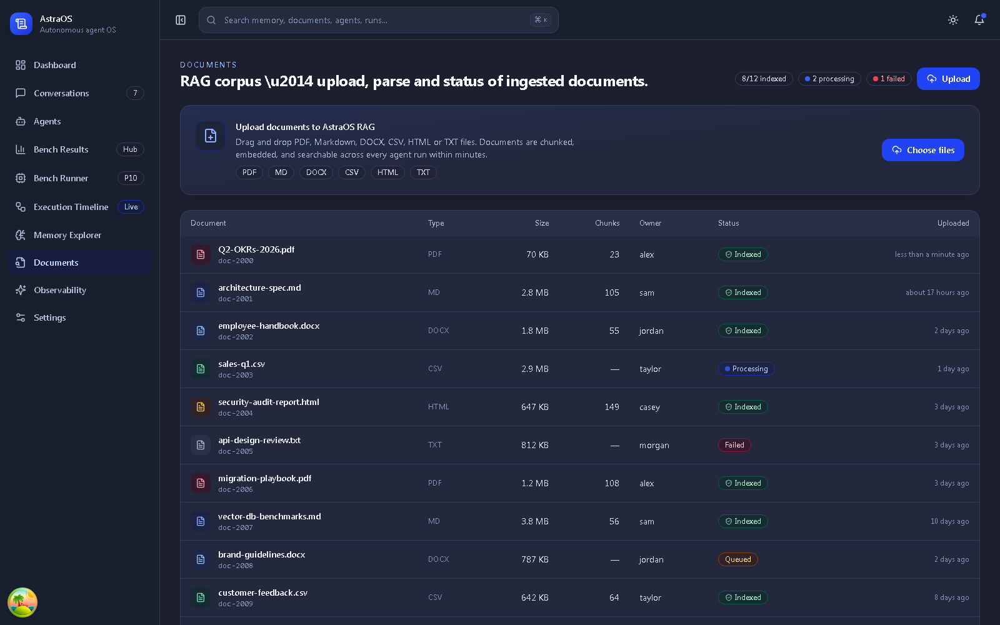 AstraOS
Autonomous agent OS
Search memory, documents, agents, runs...
⌘ K
Dashboard
Conversations 7
Agents
Bench Results Hub
Bench Runner P10
Execution Timeline Live
Memory Explorer
Documents
Observability
Settings
DOCUMENTS
RAG corpus \u2014 upload, parse and status of ingested documents.
8/12 indexed 2 processing 1 failed Upload
Upload documents to AstraOS RAG
Drag and drop PDF, Markdown, DOCX, CSV, HTML or TXT files. Documents are chunked,
embedded, and searchable across every agent run within minutes.
PDF MD DOCX CSV HTML TXT
Choose files
Document Type Size Chunks Owner Status Uploaded
Q2-OKRs-2026.pdf
doc-2000
PDF 70 KB 23 alex Indexed less than a minute ago
architecture-spec.md
doc-2001
MD 2.8 MB 105 sam Indexed about 17 hours ago
employee-handbook.docx
doc-2002
DOCX 1.8 MB 55 jordan Indexed 2 days ago
sales-q1.csv
doc-2003
CSV 2.9 MB — taylor Processing 1 day ago
security-audit-report.html
doc-2004
HTML 647 KB 149 casey Indexed 3 days ago
api-design-review.txt
doc-2005
TXT 812 KB — morgan Failed 3 days ago
migration-playbook.pdf
doc-2006
PDF 1.2 MB 108 alex Indexed 3 days ago
vector-db-benchmarks.md
doc-2007
MD 3.8 MB 56 sam Indexed 10 days ago
brand-guidelines.docx
doc-2008
DOCX 787 KB — jordan Queued 2 days ago
customer-feedback.csv
doc-2009
CSV 642 KB 64 taylor Indexed 8 days ago